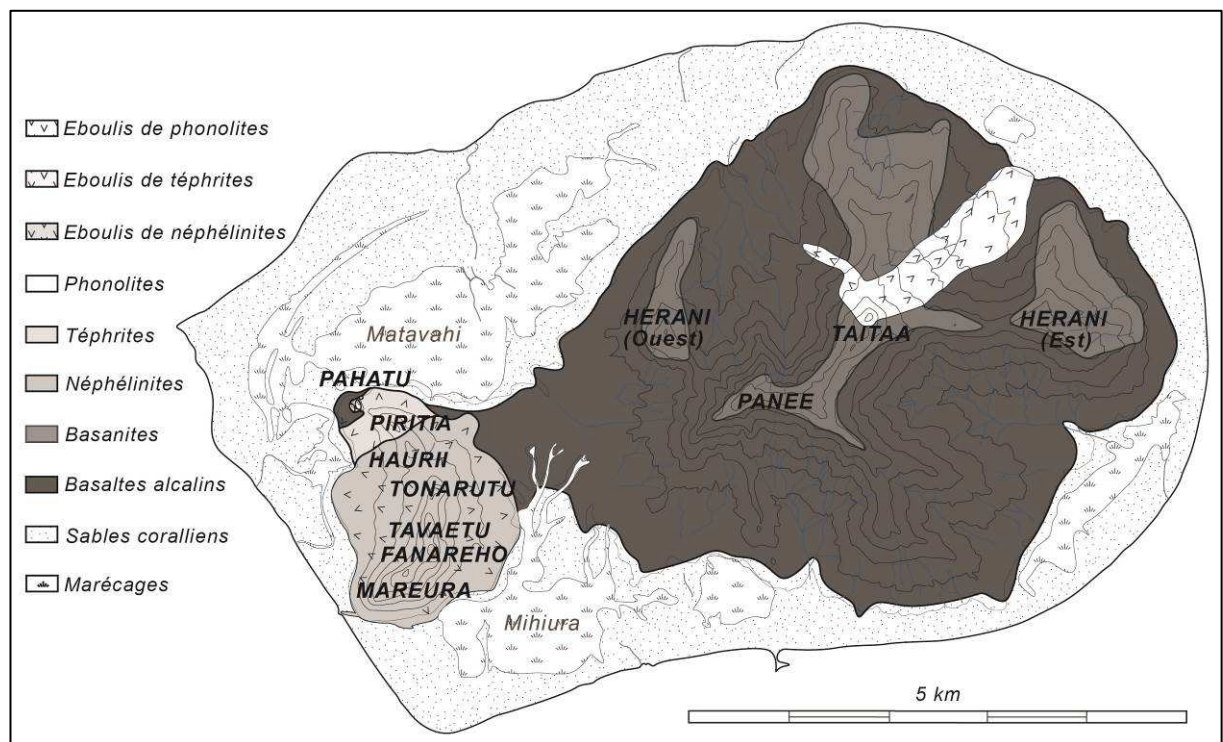 Eboulis de phonolites
Eboulis de téphrites
Eboulis de néphélinites
Phonolites
Téphrites
Néphélinites
Basanites
Basaltes alcalins
Sables coralliens
Marécages
HERANI
(Ouest)
TAITAA
HERANI
(Est)
Matavahi
PAHATU
PANEE
PIRITIA
HAURII
TONARUTU
TAVAETU
FANAREHO
MAREURA
Mihiura
5 km